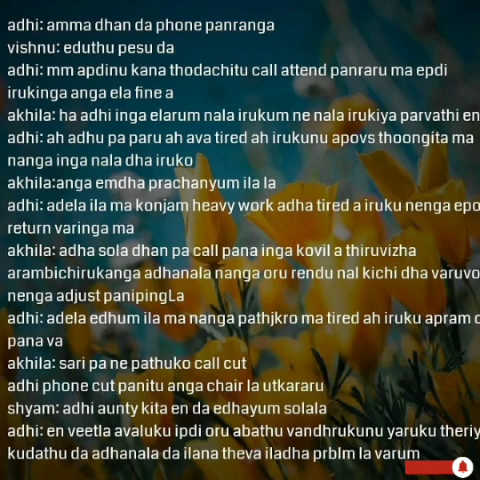 adhi: amma dhan da phone panranga
vishnu: eduthu pesu da
adhi: mm apdinu kana thodachitu call attend panraru ma epdi
irukinga anga ela fine a
akhila: ha adhi inga elarum nala irukum ne nala irukiya parvathi en
adhi: ah adhu pa paru ah ava tired ah irukunu apovs thoongita ma
nanga inga nala dha iruko
akhila:anga emdha prachanyum ila la
adhi: adela ila ma konjam heavy work adha tired a iruku nenga epo
return varinga ma
akhila: adha sola dhan pa call pana inga kovil a thiruvizha
arambichirukanga adhanala nanga oru rendu nal kichi dha varuvo
nenga adjust panipingLa
adhi: adela edhum ila ma nanga pathjkro ma tired ah iruku apram
pana va
akhila: sari pa ne pathuko call cut
adhi phone cut panitu anga chair la utkararu
shyam: adhi aunty kita en da edhayum solala
adhi: en veetla avaluku ipdi oru abathu vandhrukunu yaruku theriy
kudathu da adhanala da ilana theva iladha prblm la varum